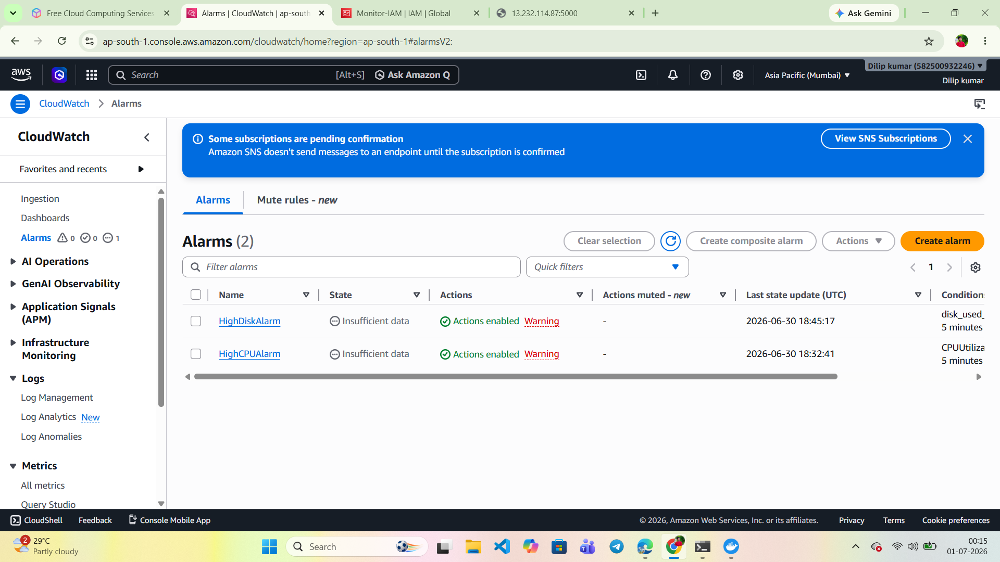 Free Cloud Computing Services
Alarms | CloudWatch | ap-south
Monitor-IAM | IAM | Global
13.232.114.87:5000
Ask Gemini
ap-south-1.console.aws.amazon.com/cloudwatch/home?region=ap-south-1#alarmsV2:
aws
Search
[Alt+S]
Ask Amazon Q
Asia Pacific (Mumbai)
Dilip kumar (582500932246)
Dilip kumar
CloudWatch
Alarms
CloudWatch
Favorites and recents
Ingestion
Dashboards
Alarms 0 0 1
AI Operations
GenAI Observability
Application Signals
(APM)
Infrastructure
Monitoring
Logs
Log Management
Log Analytics New
Log Anomalies
Metrics
All metrics
Query Studio
Some subscriptions are pending confirmation
Amazon SNS doesn't send messages to an endpoint until the subscription is confirmed
View SNS Subscriptions
Alarms
Mute rules - new
Alarms (2)
Clear selection
Create composite alarm
Actions
Create alarm
Filter alarms
Quick filters
1
Name State Actions Actions muted - new Last state update (UTC) Conditions
HighDiskAlarm Insufficient data Actions enabled Warning - 2026-06-30 18:45:17 disk_used_
5 minutes
HighCPUAlarm Insufficient data Actions enabled Warning - 2026-06-30 18:32:41 CPUUtiliza
5 minutes
CloudShell
Feedback
Console Mobile App
© 2026, Amazon Web Services, Inc. or its affiliates.
Privacy
Terms
Cookie preferences
2
29°C
Partly cloudy
Search
00:15
01-07-2026